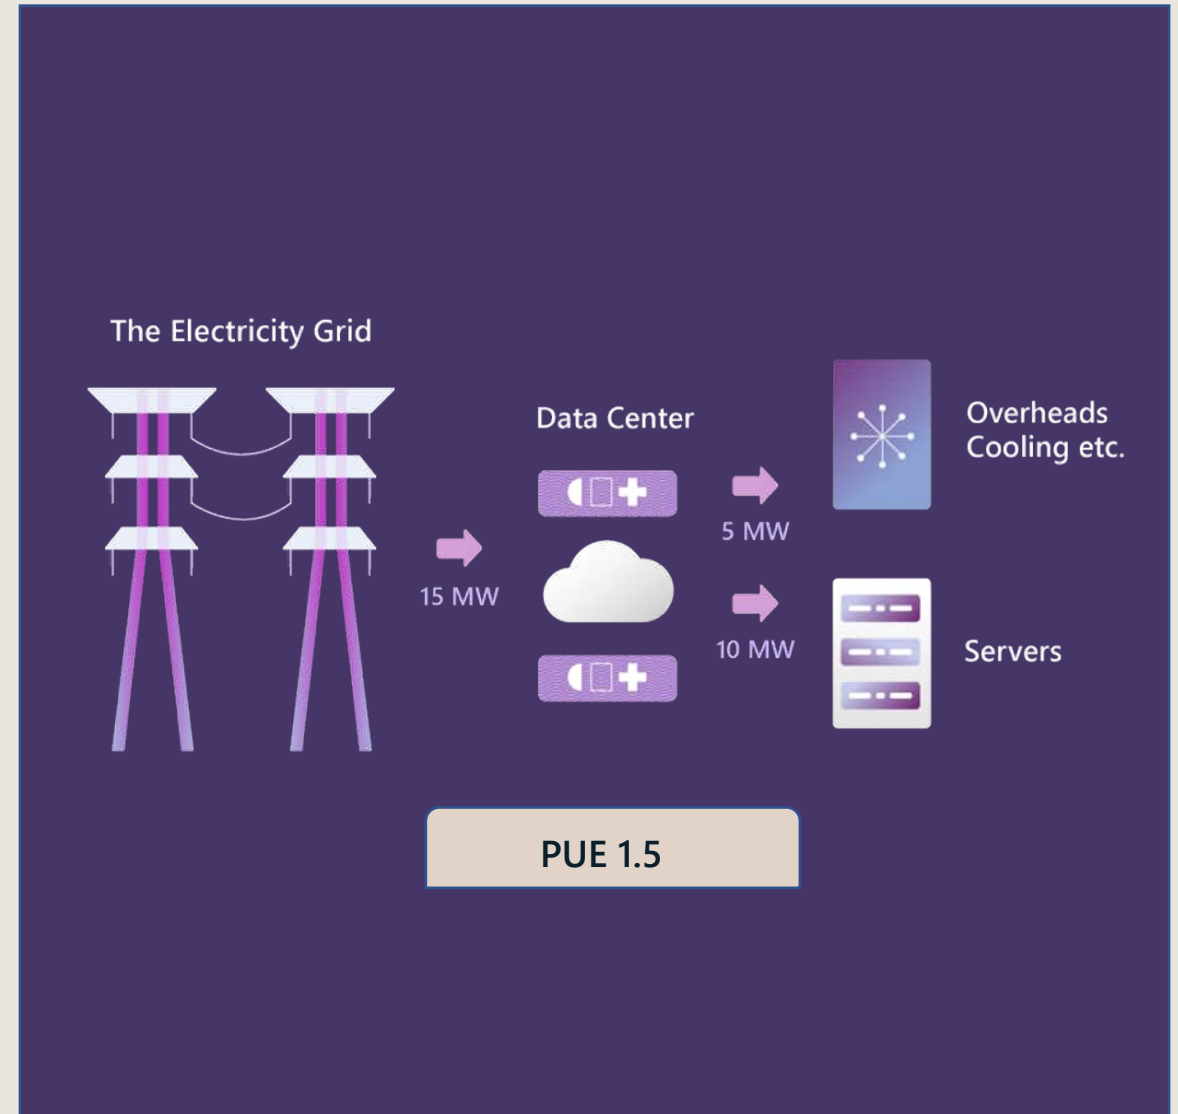 The Electricity Grid
15 MW
Data Center
5 MW
10 MW
Overheads
Cooling etc.
Servers
PUE 1.5